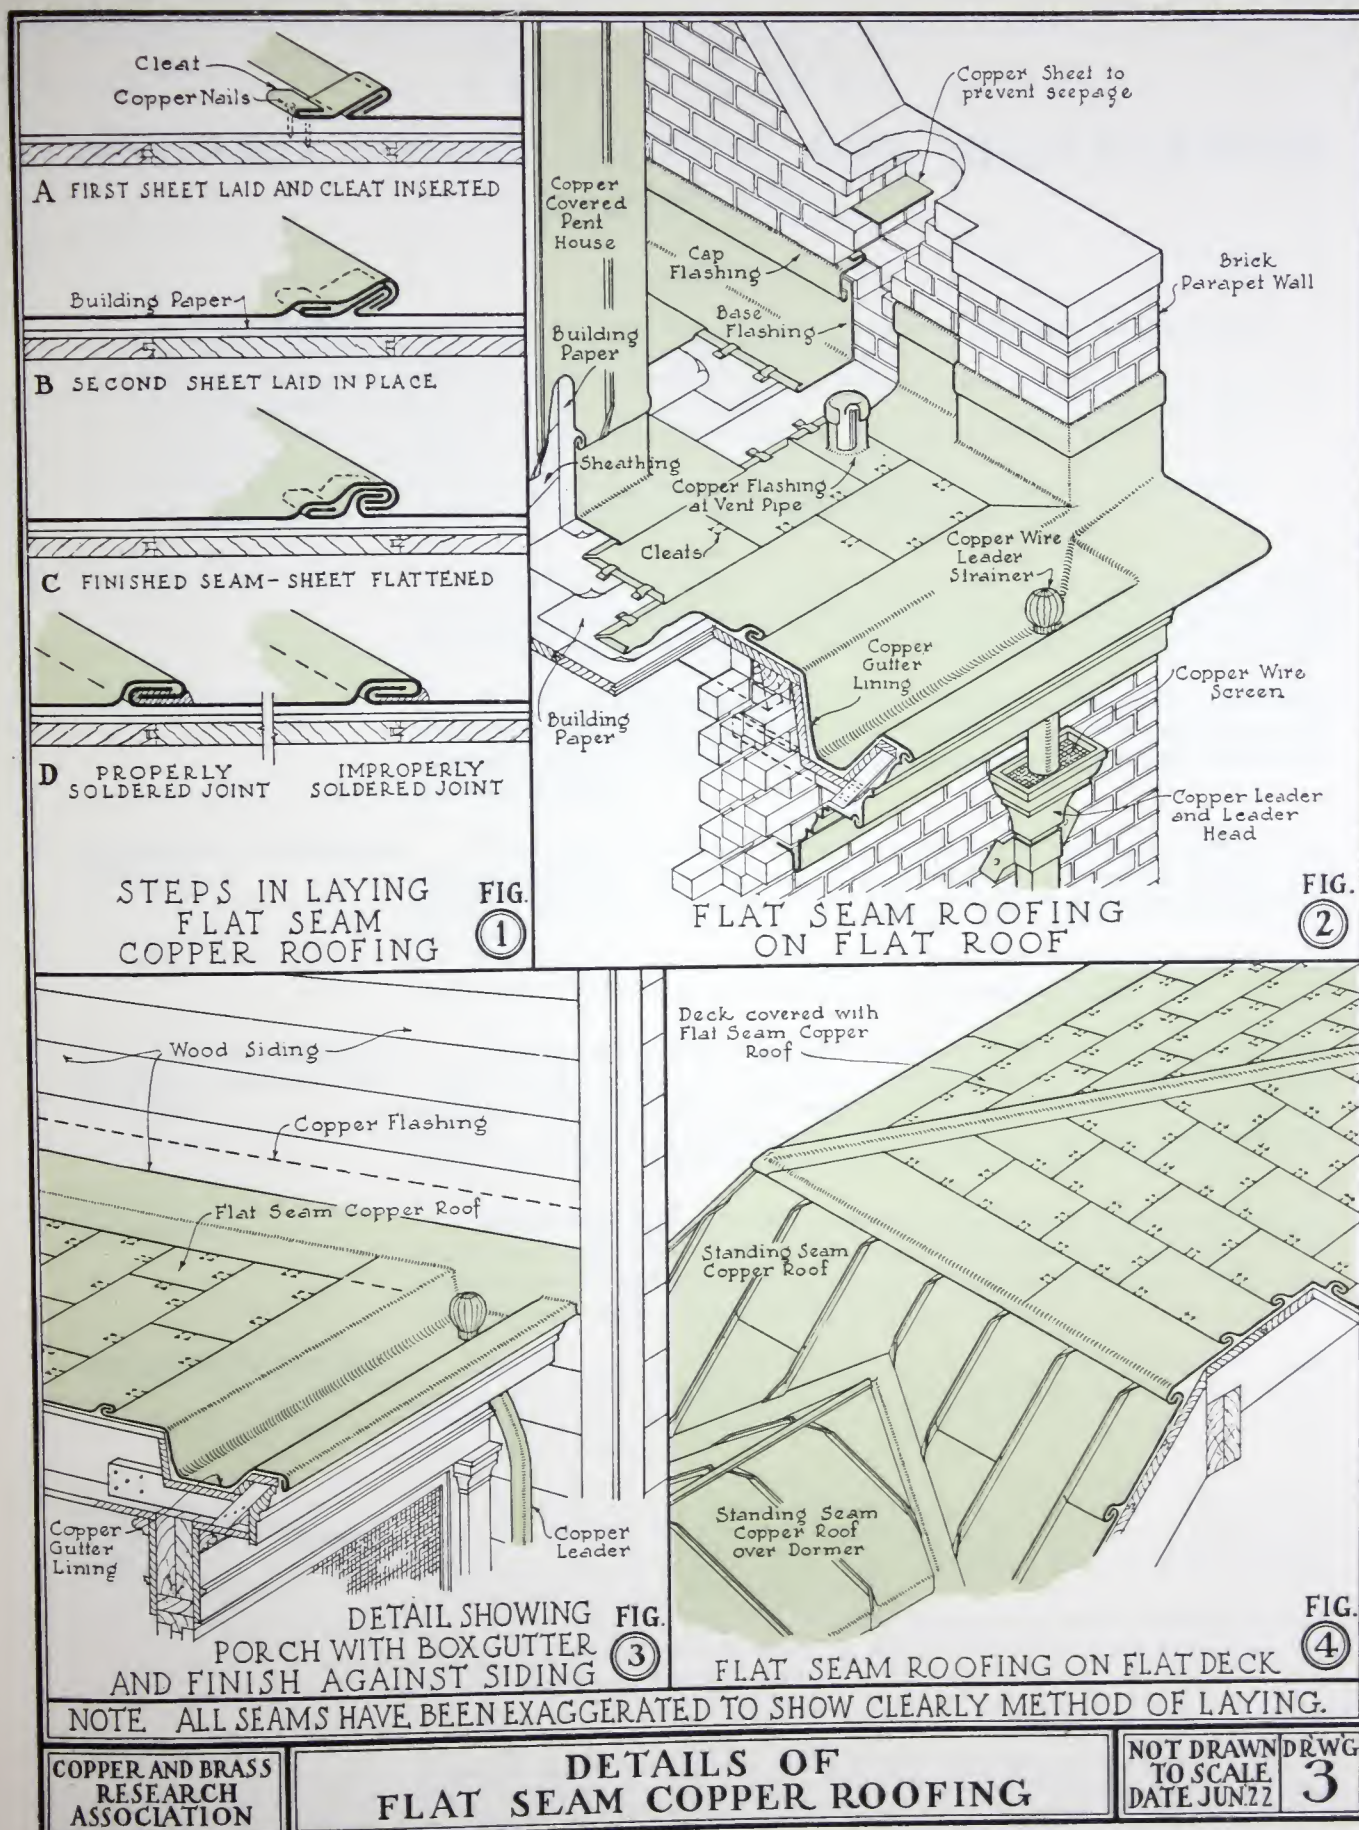 Cleat
Copper Nails
A FIRST SHEET LAID AND CLEAT INSERTED
Building Paper
B SECOND SHEET LAID IN PLACE
C FINISHED SEAM - SHEET FLATTENED
D PROPERLY
SOLDERED JOINT
IMPROPERLY
SOLDERED JOINT
STEPS IN LAYING
FLAT SEAM
COPPER ROOFING
FIG.
1
Copper Sheet to
prevent seepage
Copper
Covered
Pent
House
Cap
Flashing
Brick
Parapet Wall
Base
Flashing
Building
Paper
Sheathing
Copper Flashing
at Vent Pipe
Cleats
Copper Wire
Leader
Strainer
Copper
Gutter
Lining
Copper Wire
Screen
Building
Paper
Copper Leader
and Leader
Head
FLAT SEAM ROOFING
ON FLAT ROOF
FIG.
2
Wood Siding
Copper Flashing
Flat Seam Copper Roof
Copper
Gutter
Lining
Copper
Leader
DETAIL SHOWING
PORCH WITH BOX GUTTER
AND FINISH AGAINST SIDING
FIG.
3
Deck covered with
Flat Seam Copper
Roof
Standing Seam
Copper Roof
Standing Seam
Copper Roof
over Dormer
FLAT SEAM ROOFING ON FLAT DECK
FIG.
4
NOTE ALL SEAMS HAVE BEEN EXAGGERATED TO SHOW CLEARLY METHOD OF LAYING.
COPPER AND BRASS
RESEARCH
ASSOCIATION
DETAILS OF
FLAT SEAM COPPER ROOFING
NOT DRAWN
TO SCALE
DATE JUN.22
DR'W'G
3